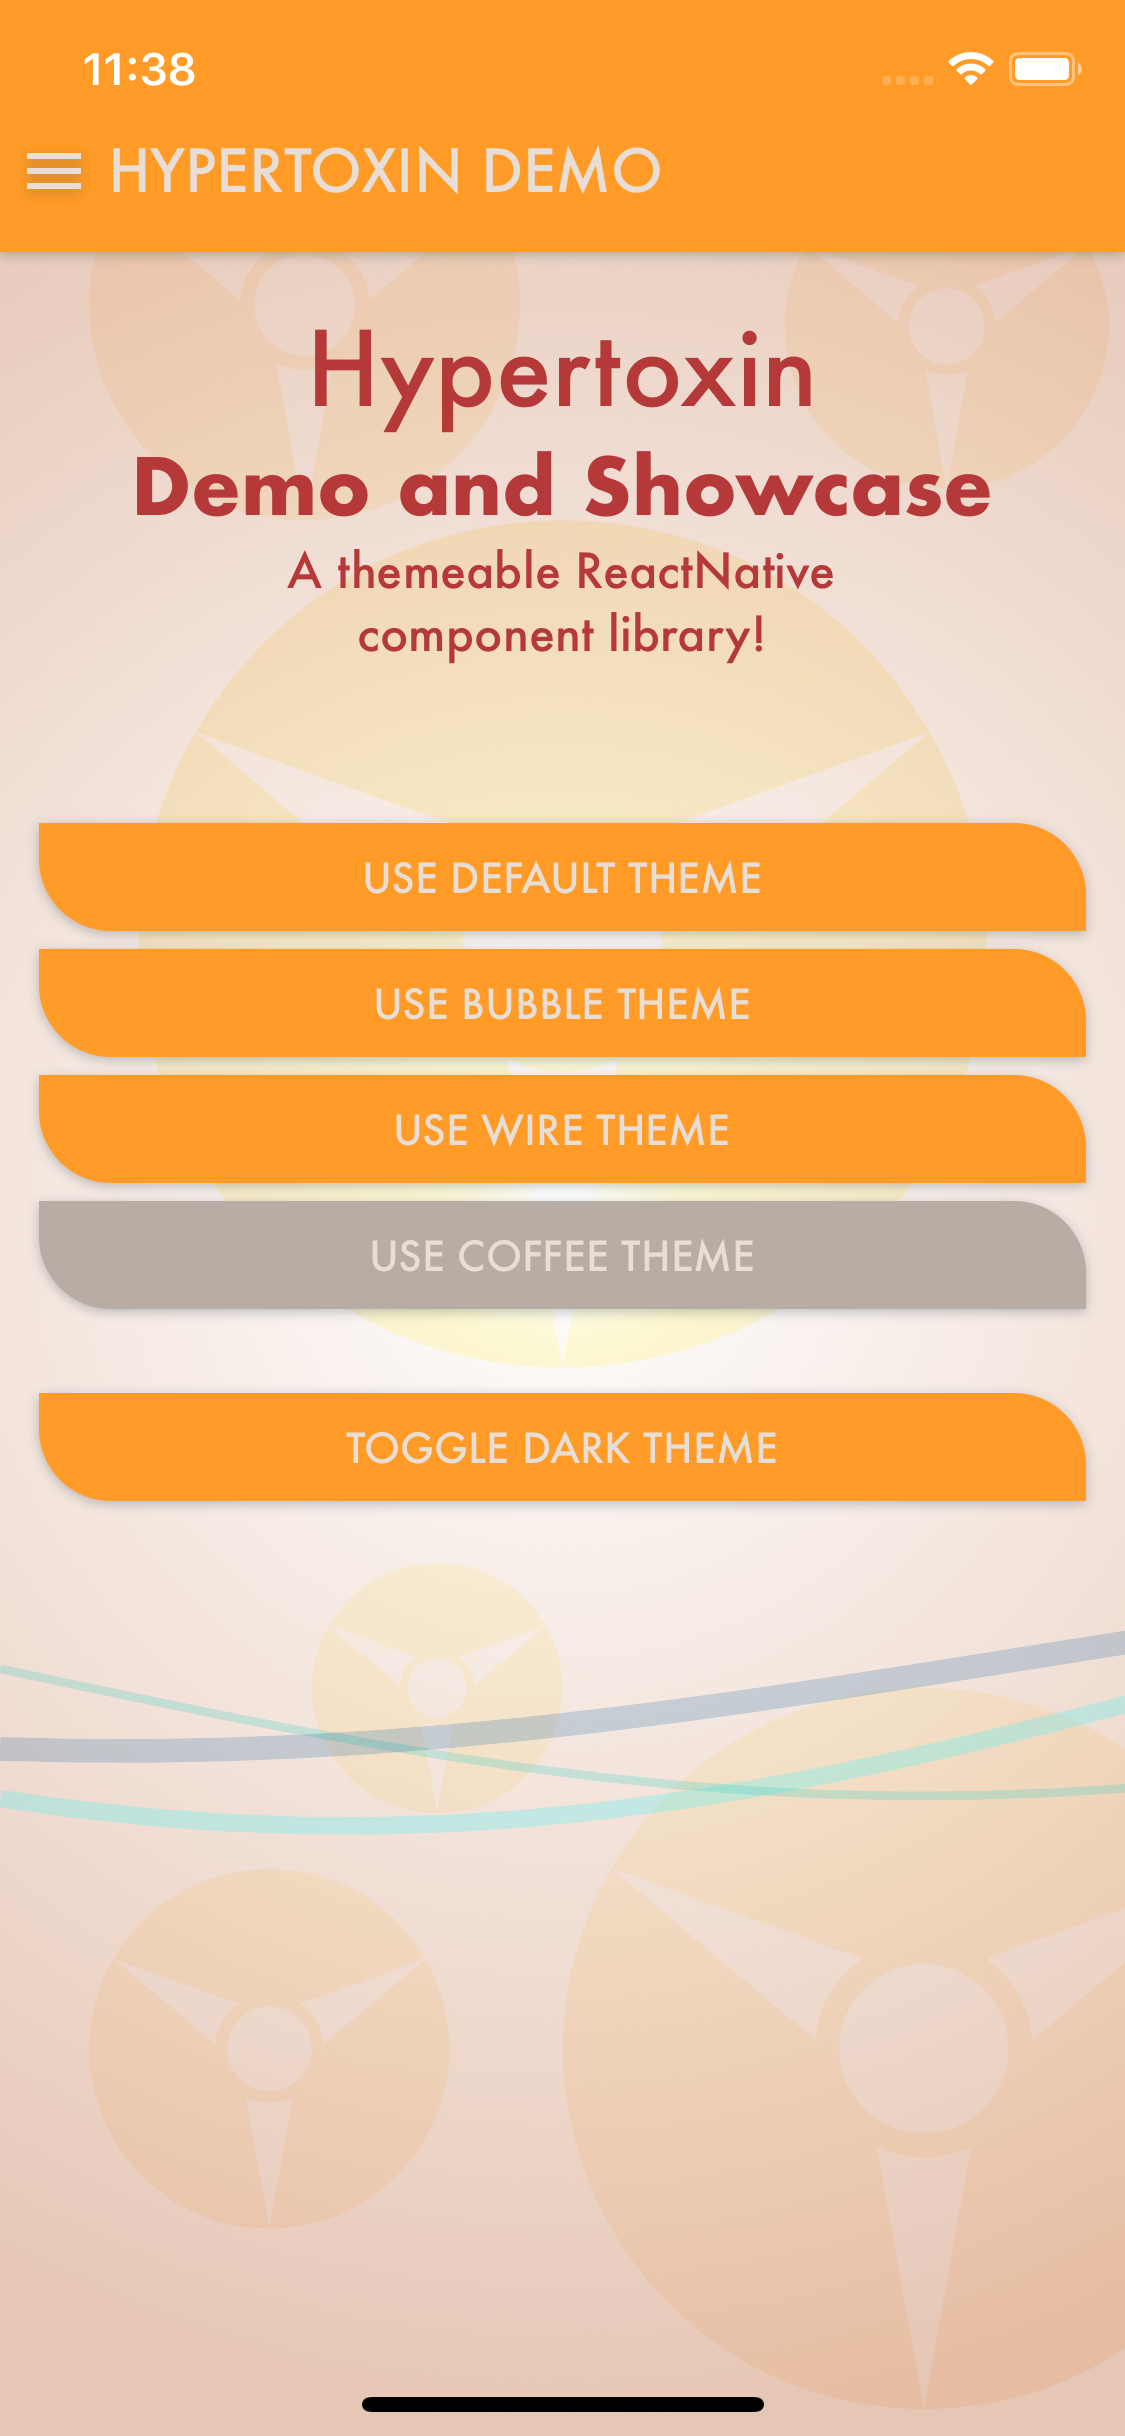 11:38
HYPERTOXIN DEMO
Hypertoxin
Demo and Showcase
A themeable ReactNative
component library!
USE DEFAULT THEME
USE BUBBLE THEME
USE WIRE THEME
USE COFFEE THEME
TOGGLE DARK THEME